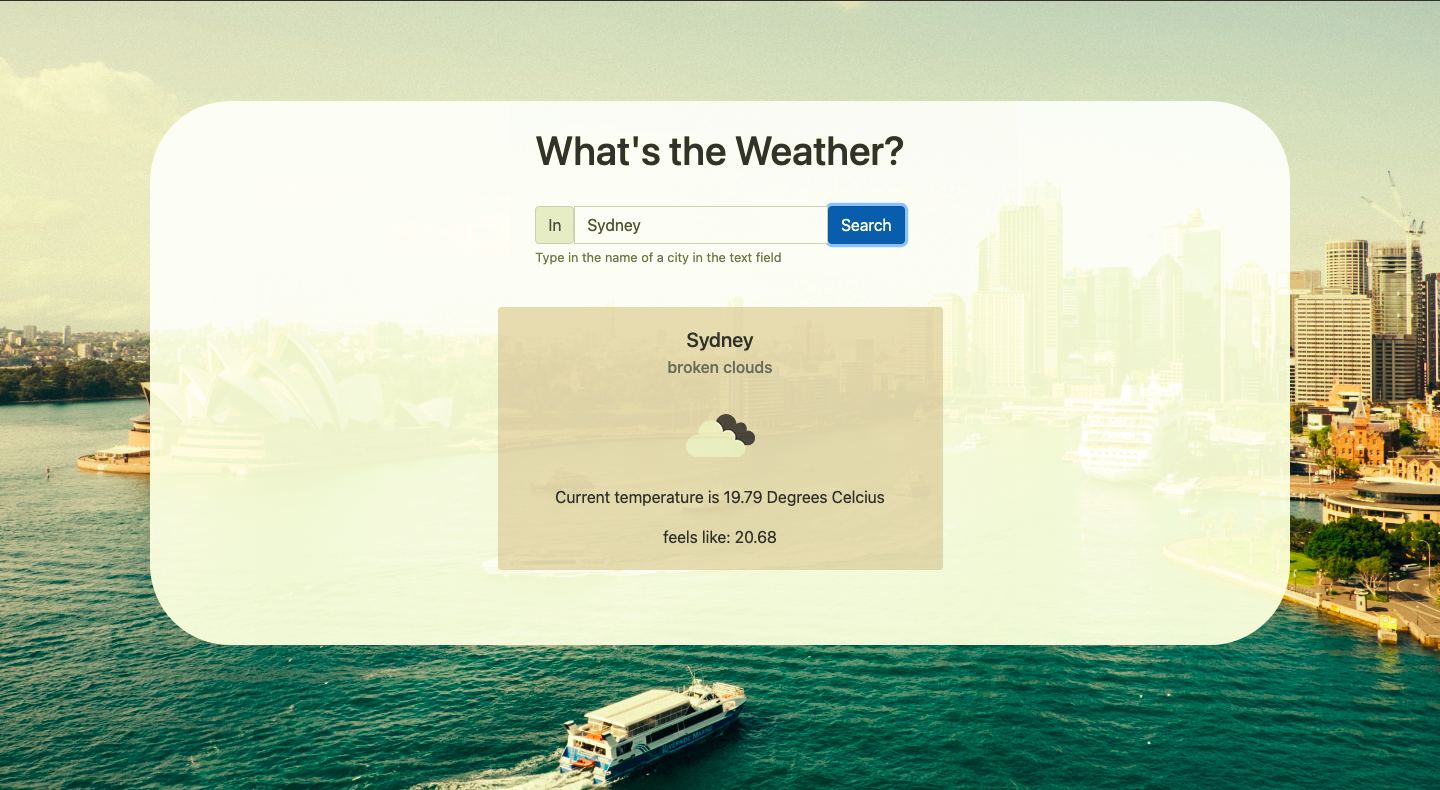 What's the Weather?
In Sydney Search
Type in the name of a city in the text field
Sydney
broken clouds
Current temperature is 19.79 Degrees Celcius
feels like: 20.68